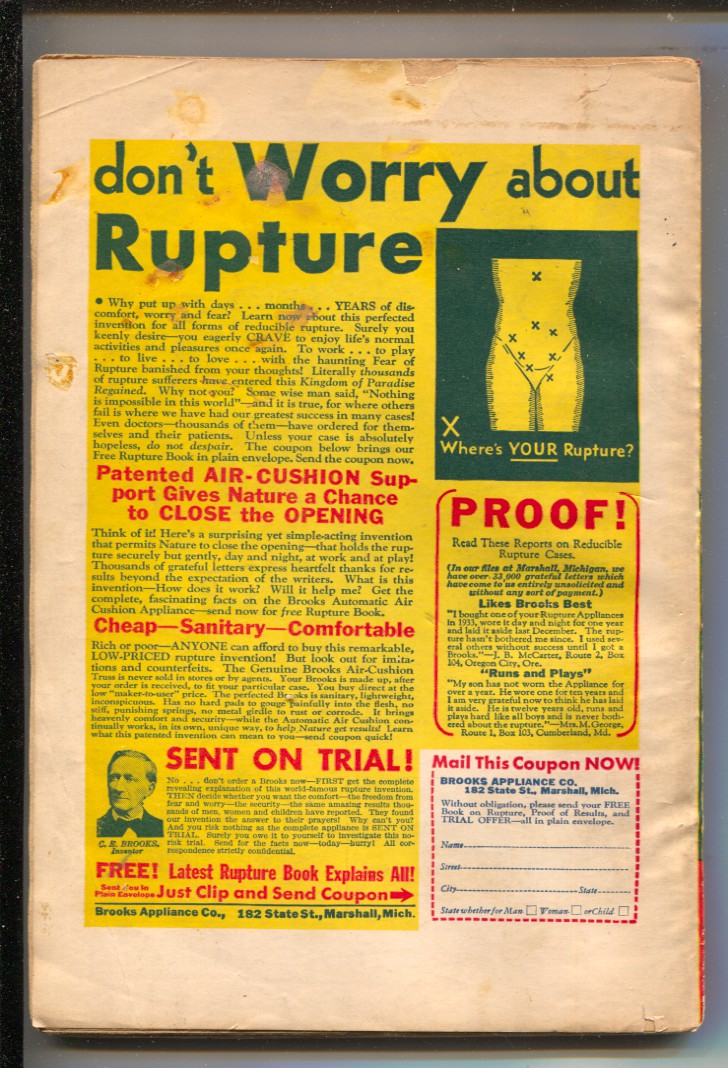 don't Worry about
Rupture
• Why put up with days . . . months . . . YEARS of dis-
comfort, worry and fear? Learn now about this perfected
invention for all forms of reducible rupture. Surely you
keenly desire—you eagerly CRAVE to enjoy life's normal
activities and pleasures once again. To work . . . to play
. . . to live . . . to love . . . with the haunting Fear of
Rupture banished from your thoughts! Literally thousands
of rupture sufferers have entered this Kingdom of Paradise
Regained. Why not you? Some wise man said, "Nothing
is impossible in this world"—and it is true, for where others
fail is where we have had our greatest success in many cases!
Even doctors—thousands of them—have ordered for them-
selves and their patients. Unless your case is absolutely
hopeless, do not despair. The coupon below brings our
Free Rupture Book in plain envelope. Send the coupon now.
Patented AIR-CUSHION Sup-
port Gives Nature a Chance
to CLOSE the OPENING
Think of it! Here's a surprising yet simple-acting invention
that permits Nature to close the opening—that holds the rup-
ture securely but gently, day and night, at work and at play!
Thousands of grateful letters express heartfelt thanks for re-
sults beyond the expectation of the writers. What is this
invention—How does it work? Will it help me? Get the
complete, fascinating facts on the Brooks Automatic Air
Cushion Appliance—send now for free Rupture Book.
Cheap—Sanitary—Comfortable
Rich or poor—ANYONE can afford to buy this remarkable,
LOW-PRICED rupture invention! But look out for imita-
tions and counterfeits. The Genuine Brooks Air-Cushion
Truss is never sold in stores or by agents. Your Brooks is made up, after
your order is received, to fit your particular case. You buy direct at the
low "maker-to-user" price. The perfected Brooks is sanitary, lightweight,
inconspicuous. Has no hard pads to gouge painfully into the flesh, no
stiff, punishing springs, no metal girdle to rust or corrode. It brings
heavenly comfort and security—while the Automatic Air Cushion con-
tinually works, in its own, unique way, to help Nature get results! Learn
what this patented invention can mean to you—send coupon quick!
C. E. BROOKS,
Inventor
SENT ON TRIAL!
No . . . don't order a Brooks now—FIRST get the complete
revealing explanation of this world-famous rupture invention.
THEN decide whether you want the comfort—the freedom from
fear and worry—the security—the same amazing results thou-
sands of men, women and children have reported. They found
our invention the answer to their prayers! Why can't you?
And you risk nothing as the complete appliance is SENT ON
TRIAL. Surely you owe it to yourself to investigate this no-
risk trial. Send for the facts now—today—hurry! All cor-
respondence strictly confidential.
FREE! Latest Rupture Book Explains All!
Sent You In
Plain Envelope
Just Clip and Send Coupon
Brooks Appliance Co., 182 State St., Marshall, Mich.
X
Where's YOUR Rupture?
PROOF!
Read These Reports on Reducible
Rupture Cases.
(In our files at Marshall, Michigan, we
have over 33,000 grateful letters which
have come to us entirely unsolicited and
without any sort of payment.)
Likes Brooks Best
"I bought one of your Rupture Appliances
in 1933, wore it day and night for one year
and laid it aside last December. The rup-
ture hasn't bothered me since. I used sev-
eral others without success until I got a
Brooks."—J. B. McCarter, Route 2, Box
104, Oregon City, Ore.
"Runs and Plays"
"My son has not worn the Appliance for
over a year. He wore one for ten years and
I am very grateful now to think he has laid
it aside. He is twelve years old, runs and
plays hard like all boys and is never both-
ered about the rupture."—Mrs. M. George,
Route 1, Box 103, Cumberland, Md.
Mail This Coupon NOW!
BROOKS APPLIANCE CO.
182 State St., Marshall, Mich.
Without obligation, please send your FREE
Book on Rupture, Proof of Results, and
TRIAL OFFER—all in plain envelope.
Name
Street
City State
State whether for Man □ Woman □ or Child □